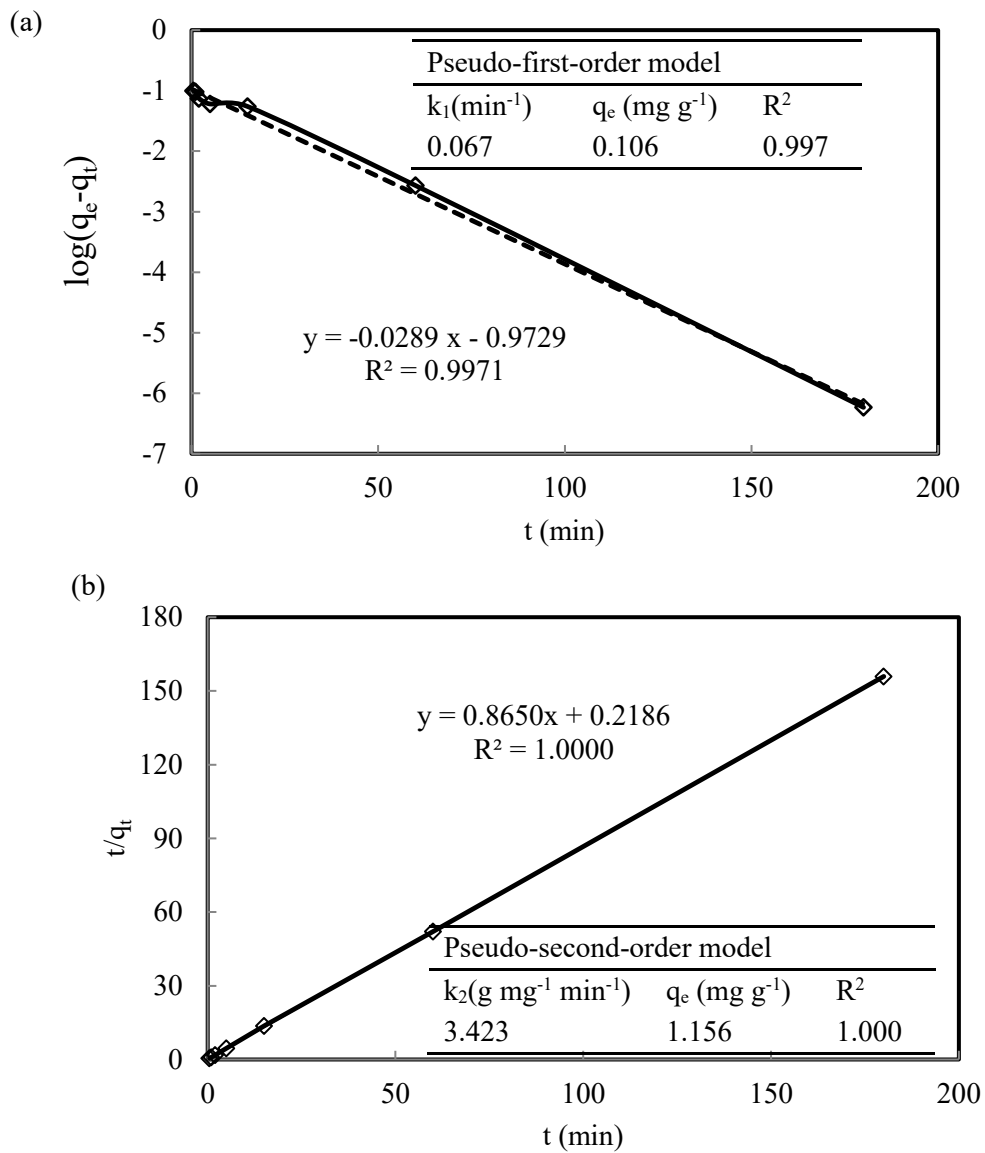 (a)
0
-1
-2
-3
-4
-5
-6
-7
log(qₑ-qₜ)
Pseudo-first-order model
k₁(min⁻¹) qₑ (mg g⁻¹) R²
0.067 0.106 0.997
y = -0.0289 x - 0.9729
R² = 0.9971
0 50 100 150 200
t (min)
(b)
180
150
120
90
60
30
0
t/qₜ
y = 0.8650x + 0.2186
R² = 1.0000
Pseudo-second-order model
k₂(g mg⁻¹ min⁻¹) qₑ (mg g⁻¹) R²
3.423 1.156 1.000
0 50 100 150 200
t (min)